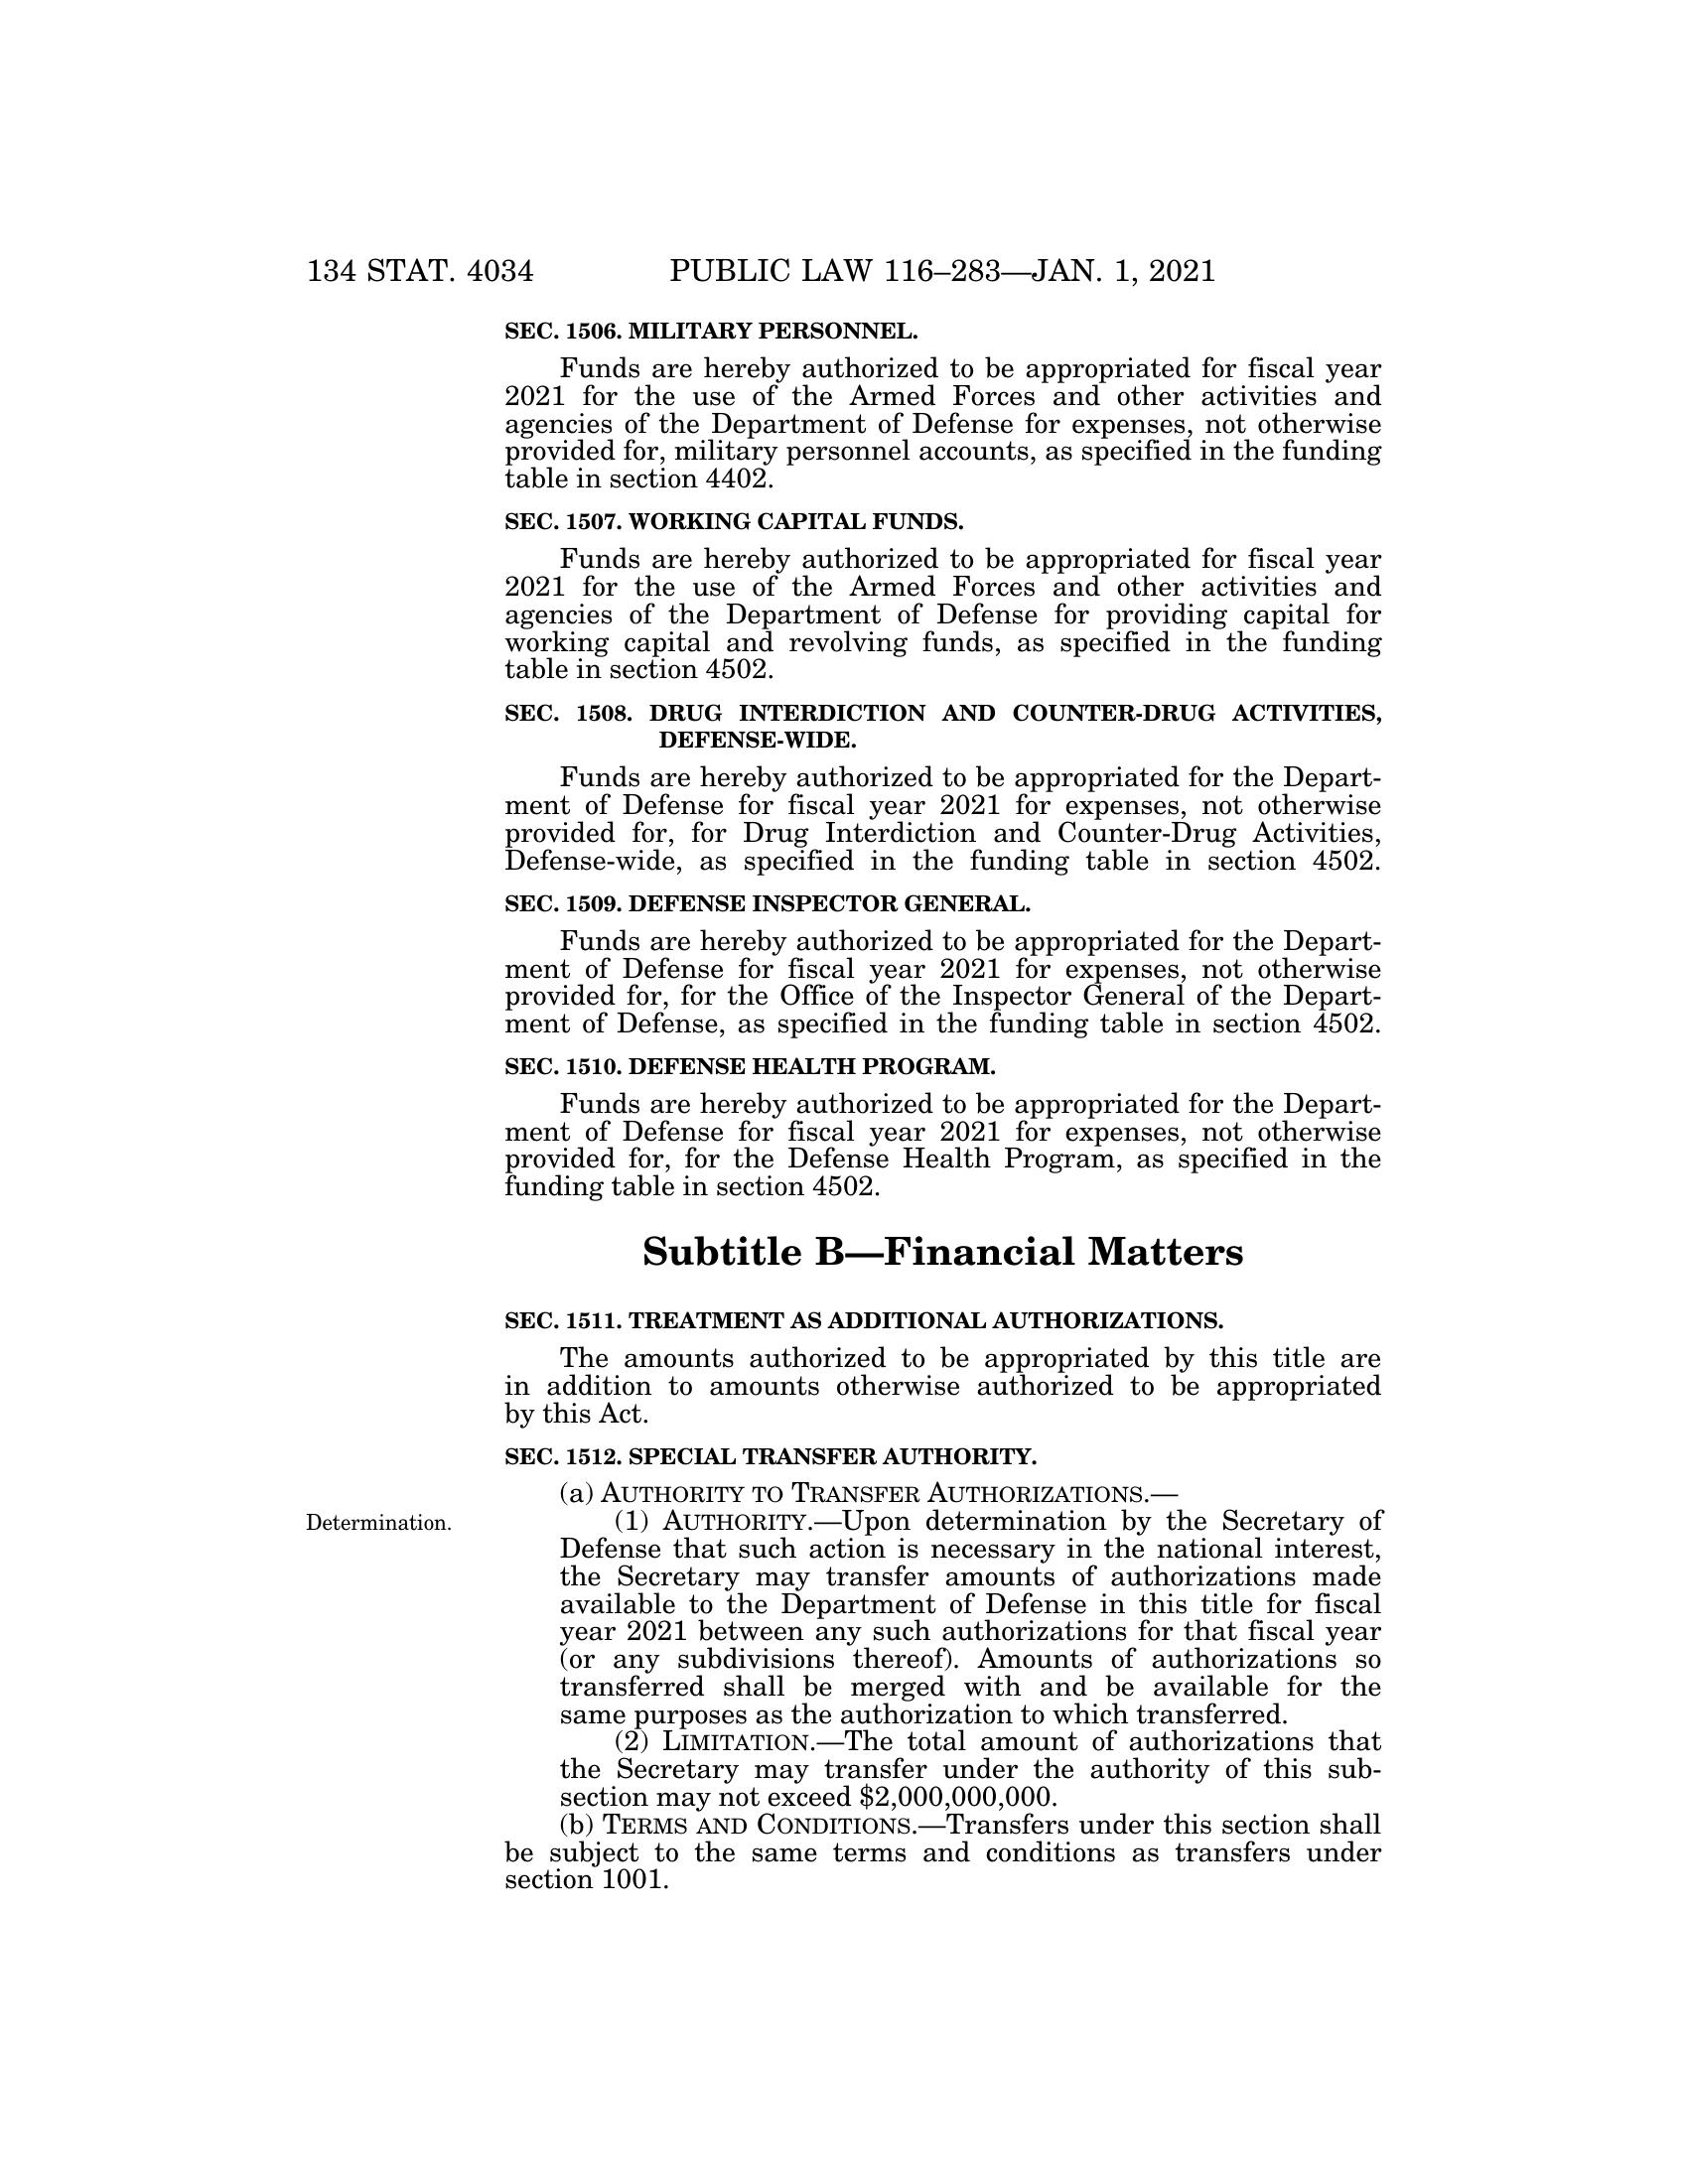 134 STAT. 4034 PUBLIC LAW 116–283—JAN. 1, 2021
SEC. 1506. MILITARY PERSONNEL.
Funds are hereby authorized to be appropriated for fiscal year
2021 for the use of the Armed Forces and other activities and
agencies of the Department of Defense for expenses, not otherwise
provided for, military personnel accounts, as specified in the funding
table in section 4402.
SEC. 1507. WORKING CAPITAL FUNDS.
Funds are hereby authorized to be appropriated for fiscal year
2021 for the use of the Armed Forces and other activities and
agencies of the Department of Defense for providing capital for
working capital and revolving funds, as specified in the funding
table in section 4502.
SEC. 1508. DRUG INTERDICTION AND COUNTER-DRUG ACTIVITIES,
DEFENSE-WIDE.
Funds are hereby authorized to be appropriated for the Depart-
ment of Defense for fiscal year 2021 for expenses, not otherwise
provided for, for Drug Interdiction and Counter-Drug Activities,
Defense-wide, as specified in the funding table in section 4502.
SEC. 1509. DEFENSE INSPECTOR GENERAL.
Funds are hereby authorized to be appropriated for the Depart-
ment of Defense for fiscal year 2021 for expenses, not otherwise
provided for, for the Office of the Inspector General of the Depart-
ment of Defense, as specified in the funding table in section 4502.
SEC. 1510. DEFENSE HEALTH PROGRAM.
Funds are hereby authorized to be appropriated for the Depart-
ment of Defense for fiscal year 2021 for expenses, not otherwise
provided for, for the Defense Health Program, as specified in the
funding table in section 4502.
Subtitle B—Financial Matters
SEC. 1511. TREATMENT AS ADDITIONAL AUTHORIZATIONS.
The amounts authorized to be appropriated by this title are
in addition to amounts otherwise authorized to be appropriated
by this Act.
SEC. 1512. SPECIAL TRANSFER AUTHORITY.
(a) AUTHORITY TO TRANSFER AUTHORIZATIONS.—
Determination.
(1) AUTHORITY.—Upon determination by the Secretary of
Defense that such action is necessary in the national interest,
the Secretary may transfer amounts of authorizations made
available to the Department of Defense in this title for fiscal
year 2021 between any such authorizations for that fiscal year
(or any subdivisions thereof). Amounts of authorizations so
transferred shall be merged with and be available for the
same purposes as the authorization to which transferred.
(2) LIMITATION.—The total amount of authorizations that
the Secretary may transfer under the authority of this sub-
section may not exceed $2,000,000,000.
(b) TERMS AND CONDITIONS.—Transfers under this section shall
be subject to the same terms and conditions as transfers under
section 1001.